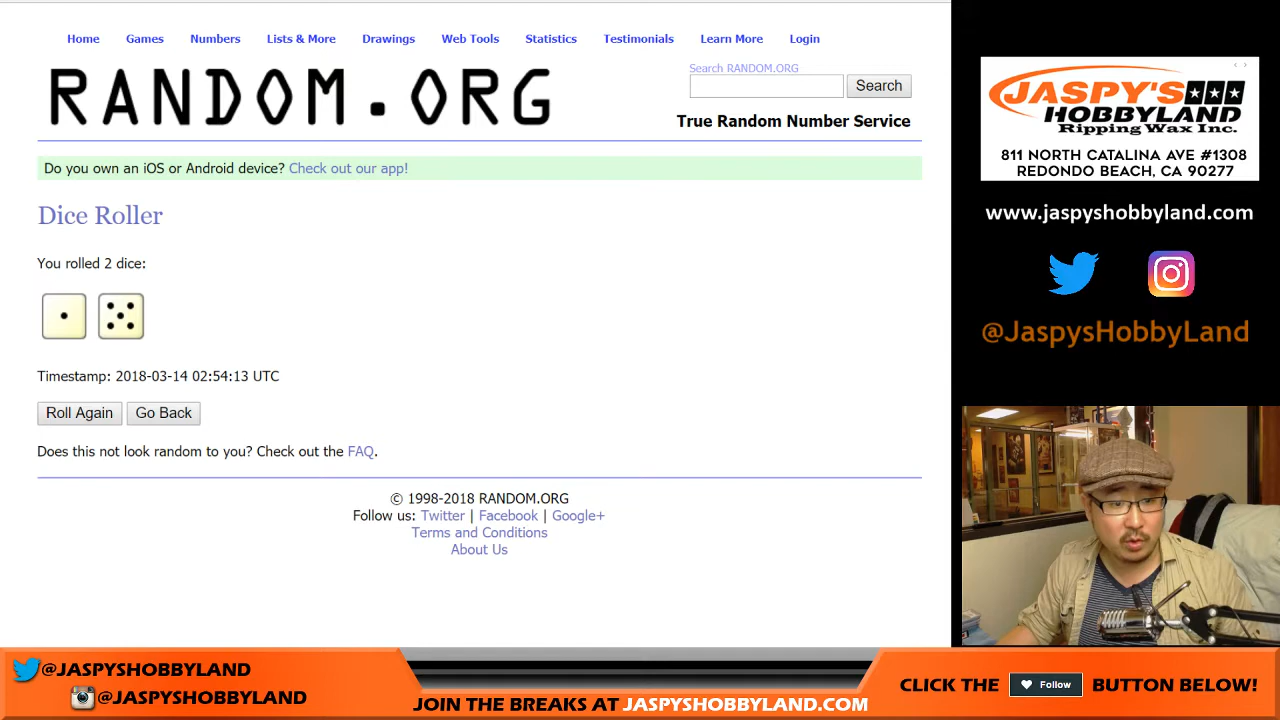 Home Games Numbers Lists & More Drawings Web Tools Statistics Testimonials Learn More Login
RANDOM.ORG
Search RANDOM.ORG
Search
True Random Number Service
Do you own an iOS or Android device? Check out our app!
Dice Roller
You rolled 2 dice:
Timestamp: 2018-03-14 02:54:13 UTC
Roll Again Go Back
Does this not look random to you? Check out the FAQ.
© 1998-2018 RANDOM.ORG
Follow us: Twitter | Facebook | Google+
Terms and Conditions
About Us
JASPY'S
HOBBYLAND
Ripping Wax Inc.
811 NORTH CATALINA AVE #1308
REDONDO BEACH, CA 90277
www.jaspyshobbyland.com
@JaspysHobbyLand
@JASPYSHOBBYLAND
@JASPYSHOBBYLAND
JOIN THE BREAKS AT JASPYSHOBBYLAND.COM
CLICK THE Follow BUTTON BELOW!